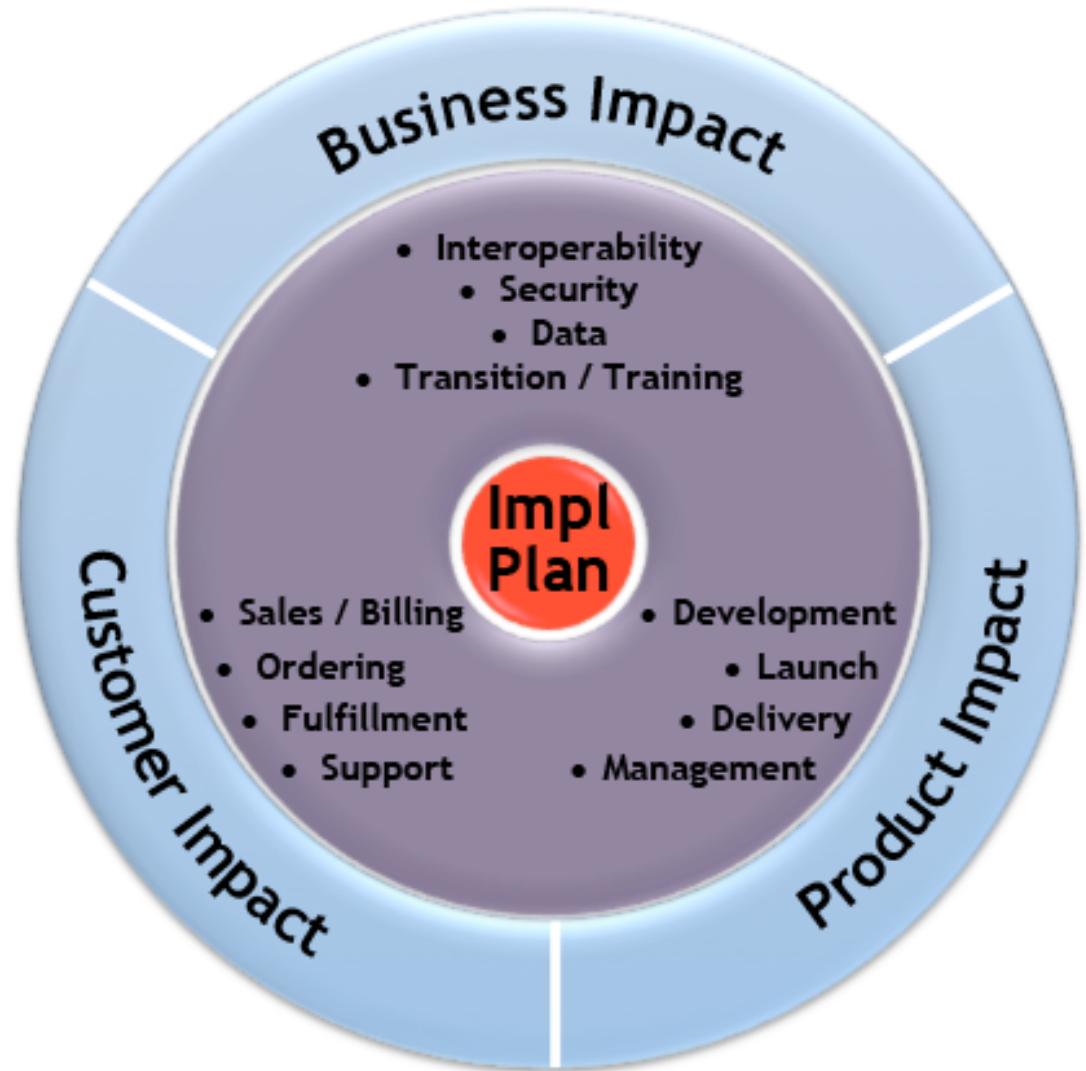 Business Impact
• Interoperability
• Security
• Data
• Transition / Training
Impl
Plan
• Sales / Billing
• Ordering
• Fulfillment
• Support
• Development
• Launch
• Delivery
• Management
Customer Impact
Product Impact